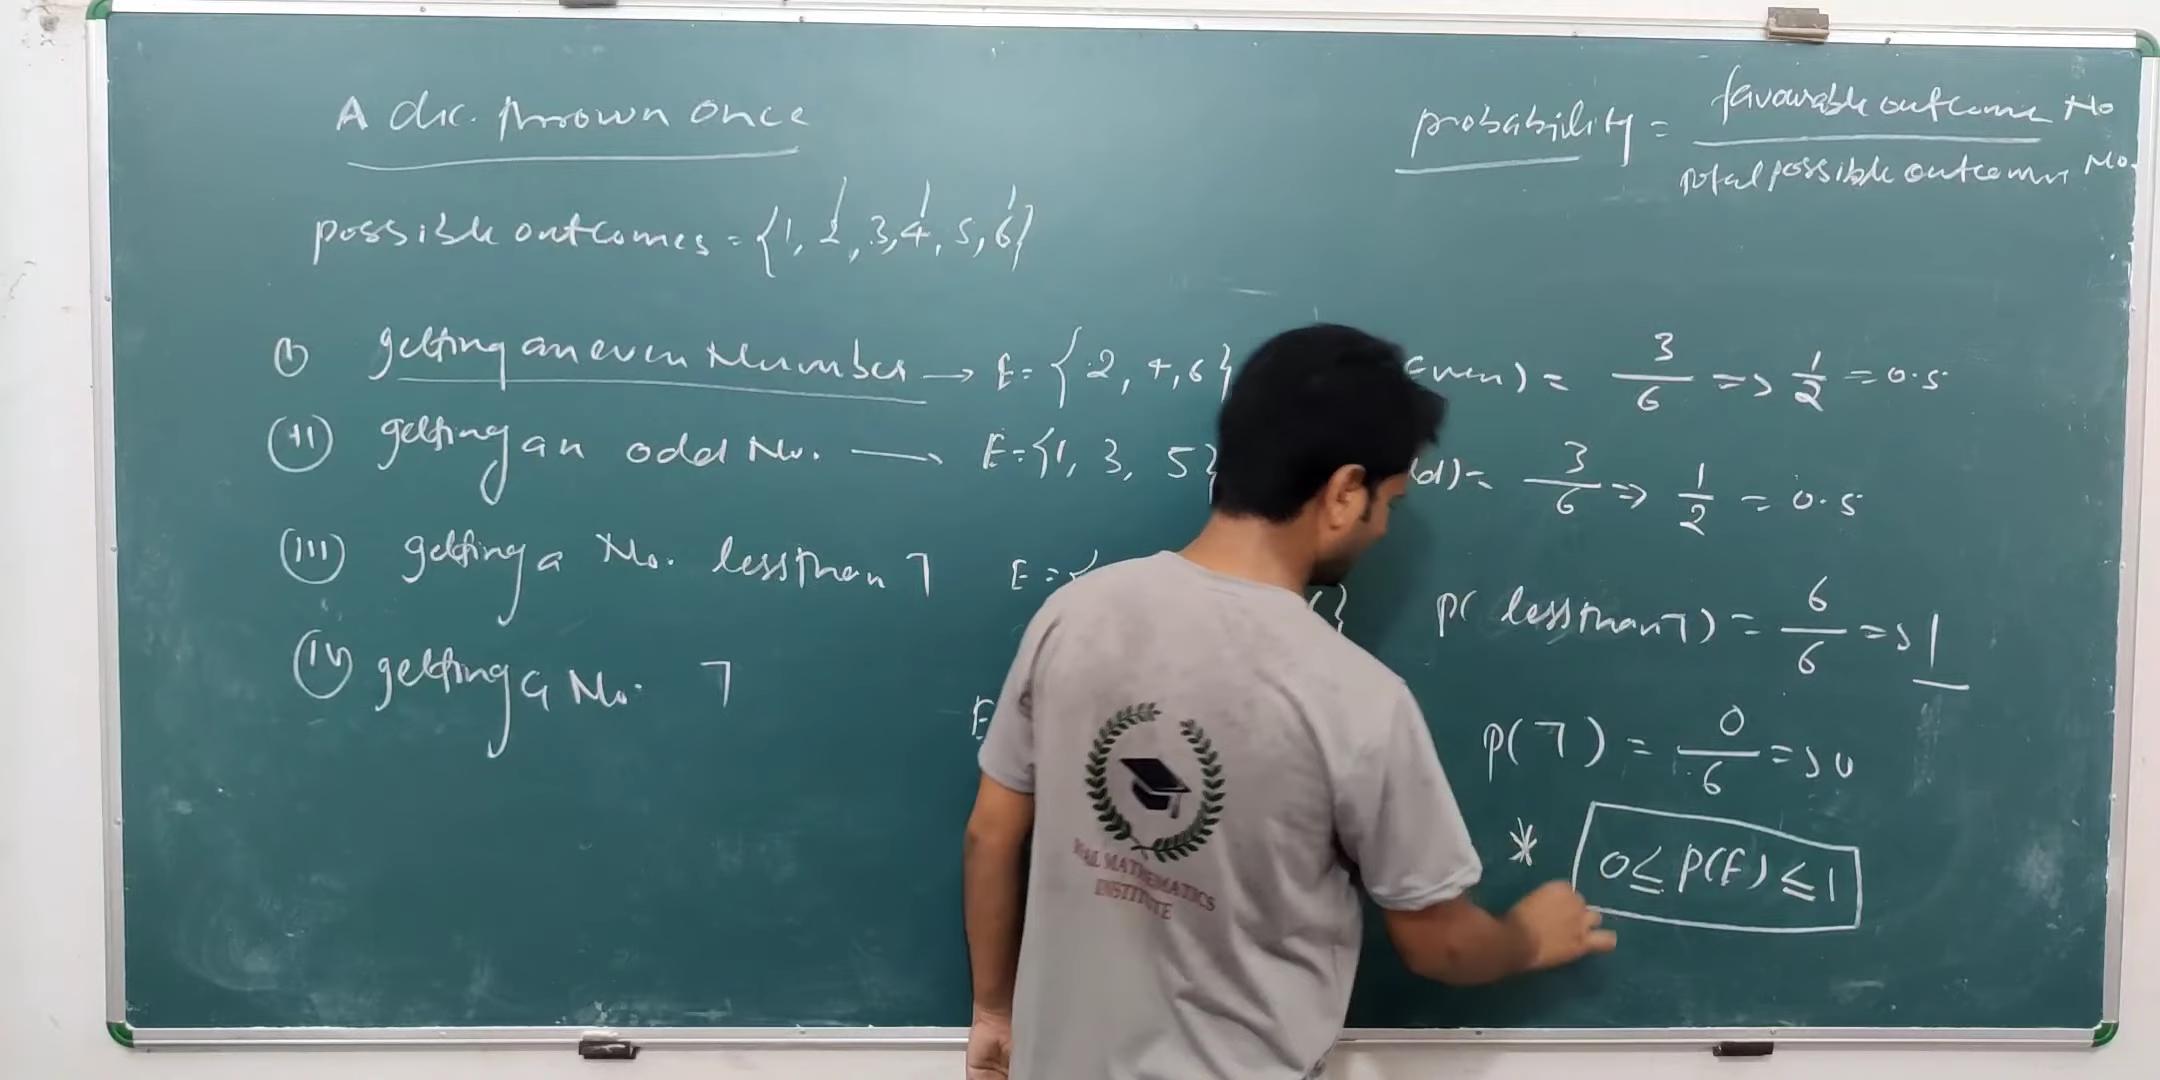 A die thrown once
probability = favourable outcome No
total possible outcomes No.
possible outcomes = {1, 2, 3, 4, 5, 6}
(i) getting an even Number → E = {2, 4, 6}
even) = 3/6 => 1/2 = 0.5
(ii) getting an odd No. — E = {1, 3, 5}
dd) = 3/6 => 1/2 = 0.5
(iii) getting a No. less than 7 E = {
P( less than 7) = 6/6 => 1
(iv) getting a No. 7 E
P(7) = 0/6 => 0
* 0 ≤ P(E) ≤ 1
MATHEMATICS
INSTITUTE